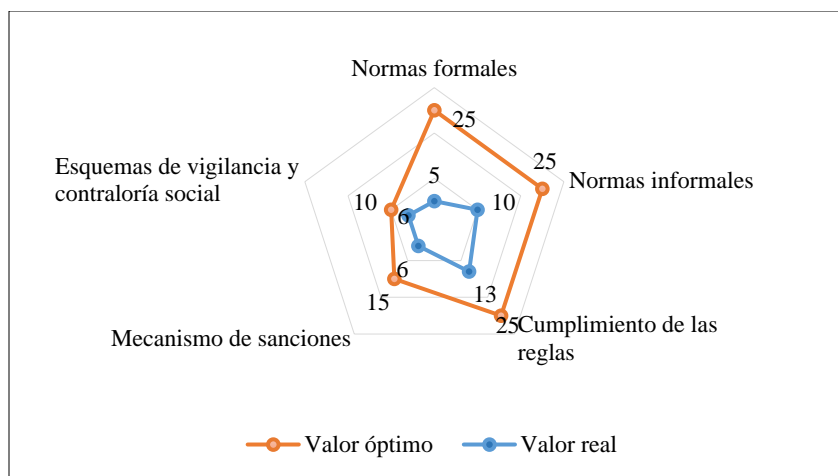 Normas formales
25
25
Esquemas de vigilancia y
contraloría social
5
Normas informales
10
10
6
6
13
15
25
Cumplimiento de las
reglas
Mecanismo de sanciones
Valor óptimo
Valor real